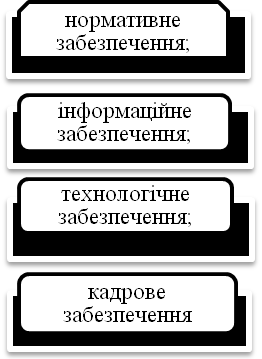 нормативне
забезпечення;
інформаційне
забезпечення;
технологічне
забезпечення;
кадрове
забезпечення